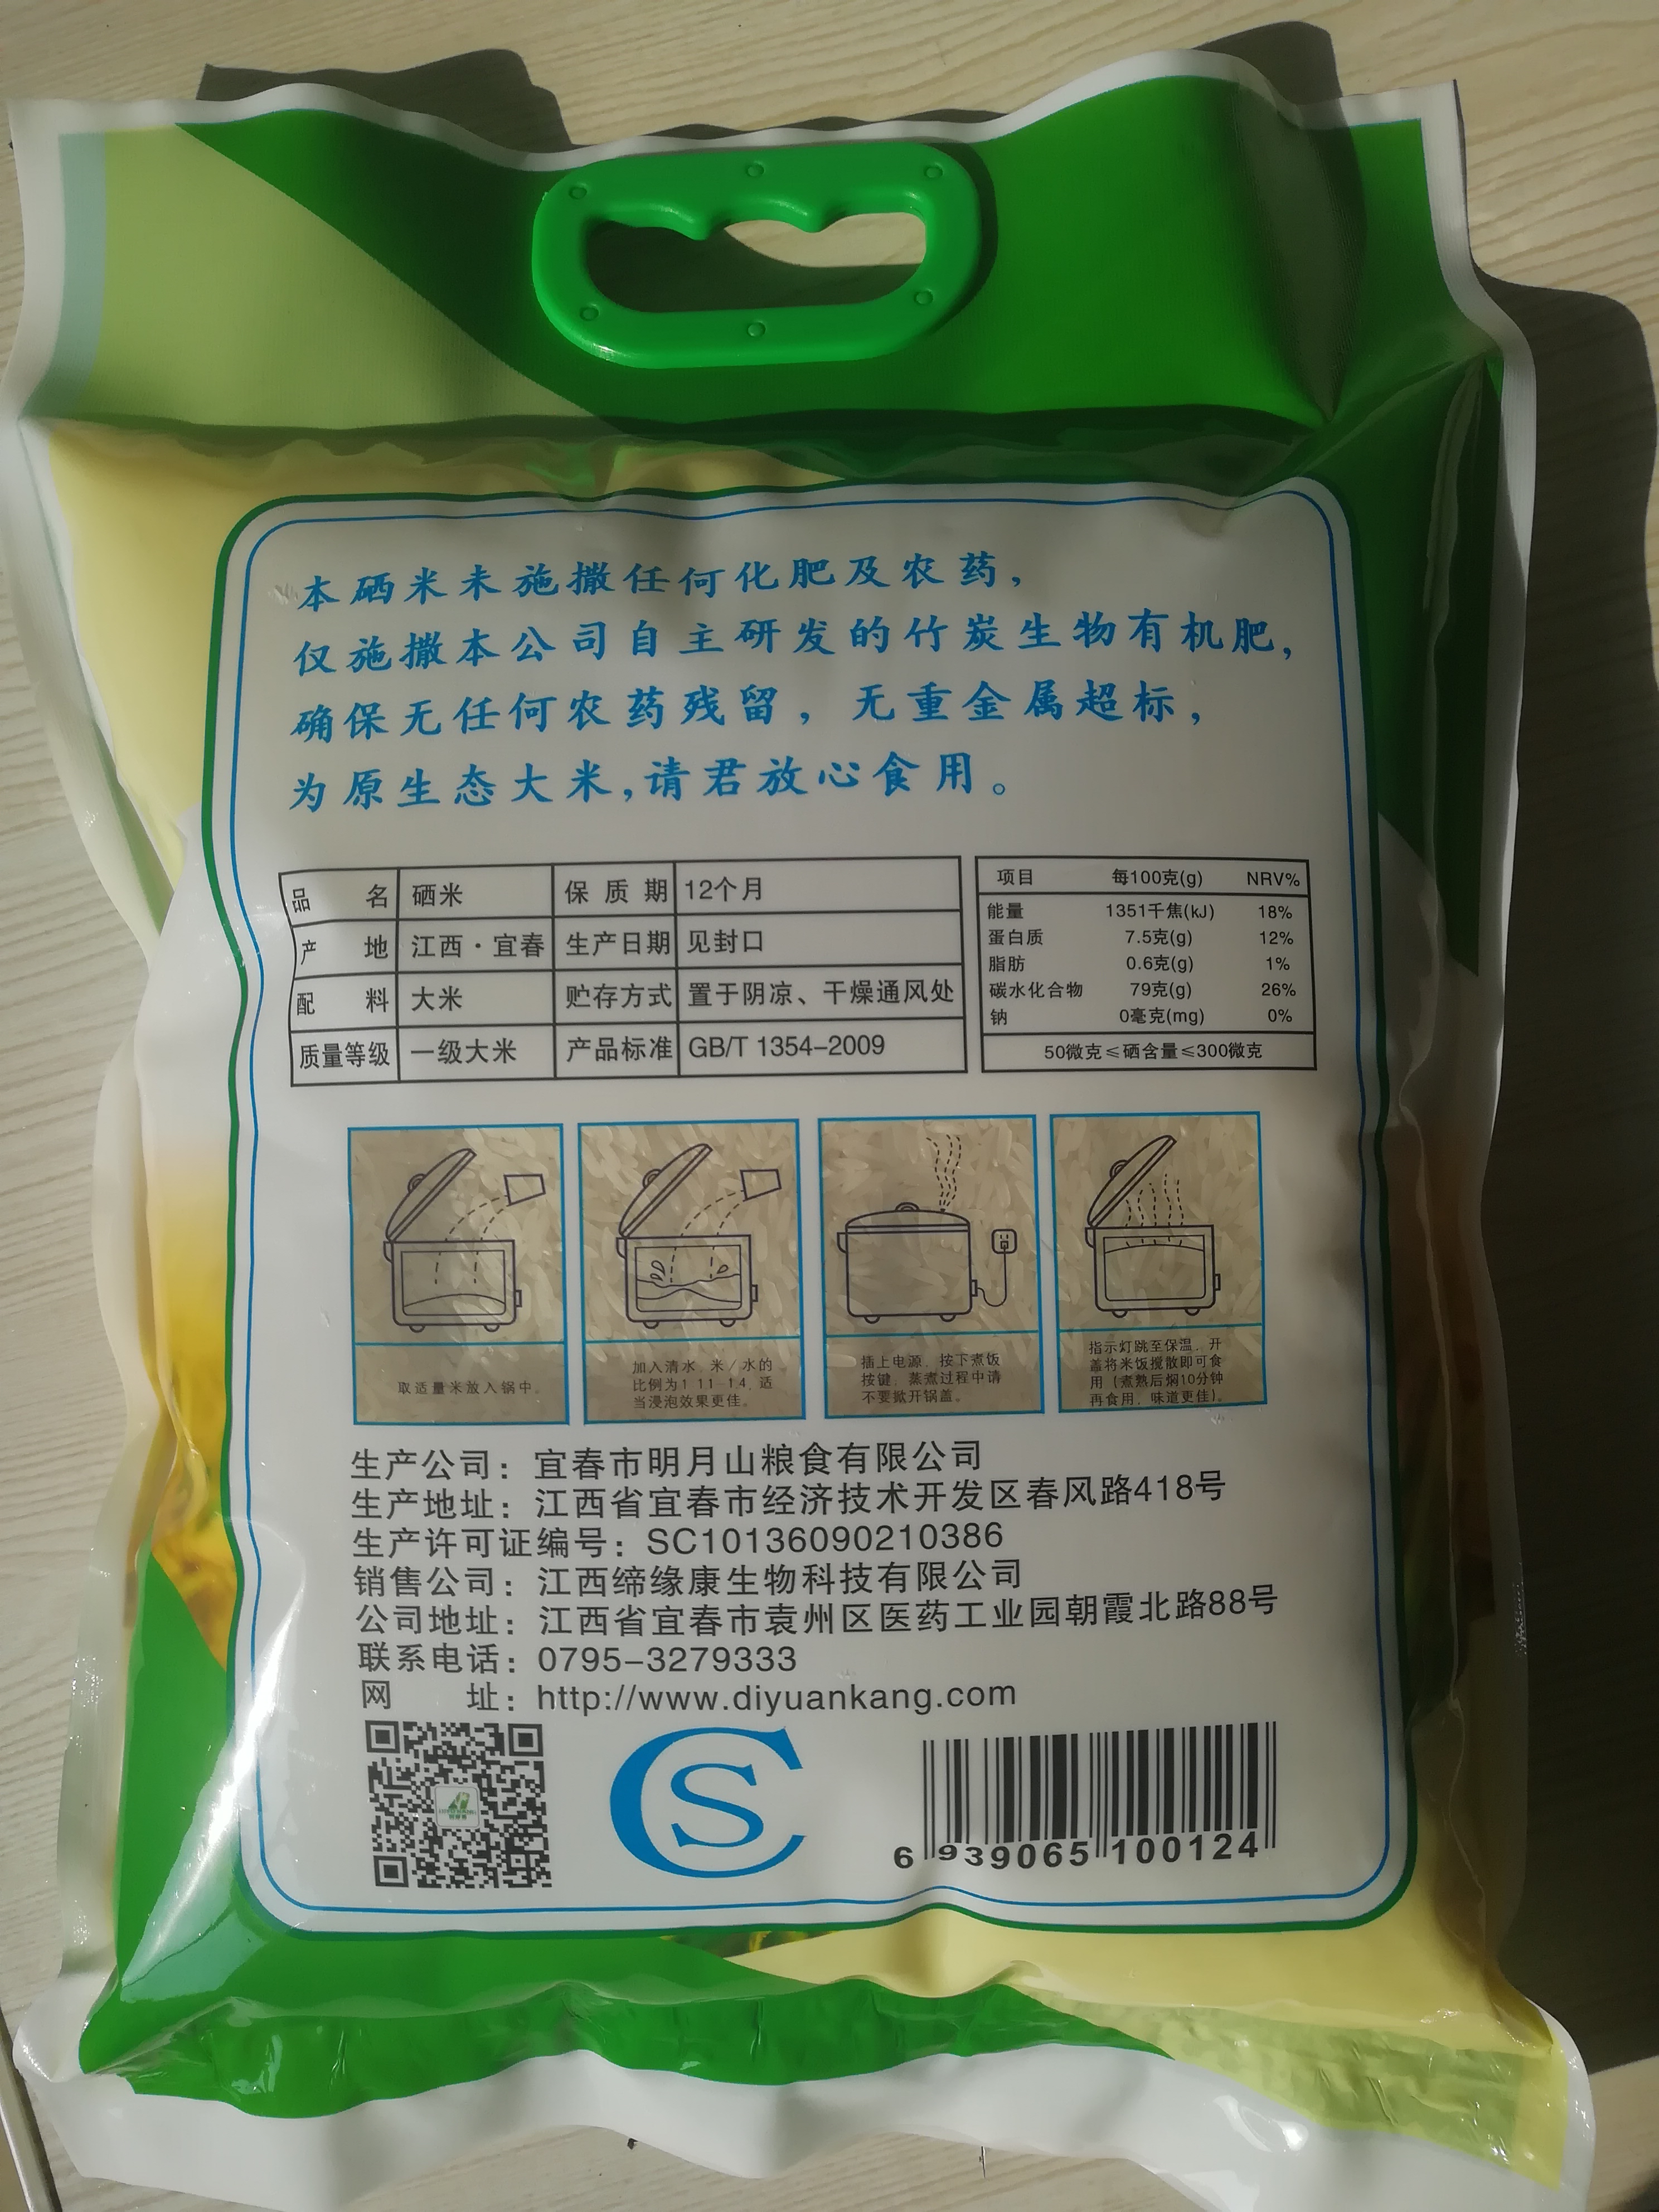 本硒米未施撒任何化肥及农药，
仅施撒本公司自主研发的竹炭生物有机肥，
确保无任何农药残留，无重金属超标，
为原生态大米，请君放心食用。
品 名 硒米 保质期 12个月
产 地 江西·宜春 生产日期 见封口
配 料 大米 贮存方式 置于阴凉、干燥通风处
质量等级 一级大米 产品标准 GB/T 1354-2009
项目 每100克(g) NRV%
能量 1351千焦(kJ) 18%
蛋白质 7.5克(g) 12%
脂肪 0.6克(g) 1%
碳水化合物 79克(g) 26%
钠 0毫克(mg) 0%
50微克≤硒含量≤300微克
取适量米放入锅中。
加入清水 米/水的
比例为1 11-14, 适
当浸泡效果更佳。
插上电源，按下煮饭
按键，蒸煮过程中请
不要掀开锅盖。
指示灯跳至保温，开
盖将米饭搅散即可食
用（煮熟后焖10分钟
再食用，味道更佳）。
生产公司：宜春市明月山粮食有限公司
生产地址：江西省宜春市经济技术开发区春风路418号
生产许可证编号：SC10136090210386
销售公司：江西缔缘康生物科技有限公司
公司地址：江西省宜春市袁州区医药工业园朝霞北路88号
联系电话：0795-3279333
网 址：http://www.diyuankang.com
CS
6 939065 100124